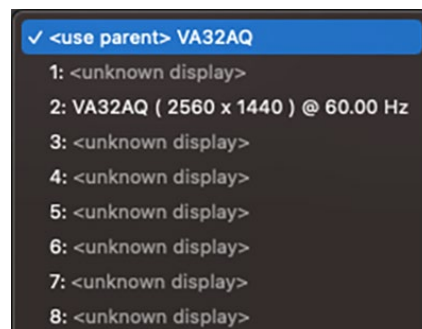 ✓ <use parent> VA32AQ
1: <unknown display>
2: VA32AQ ( 2560 x 1440 ) @ 60.00 Hz
3: <unknown display>
4: <unknown display>
5: <unknown display>
6: <unknown display>
7: <unknown display>
8: <unknown display>